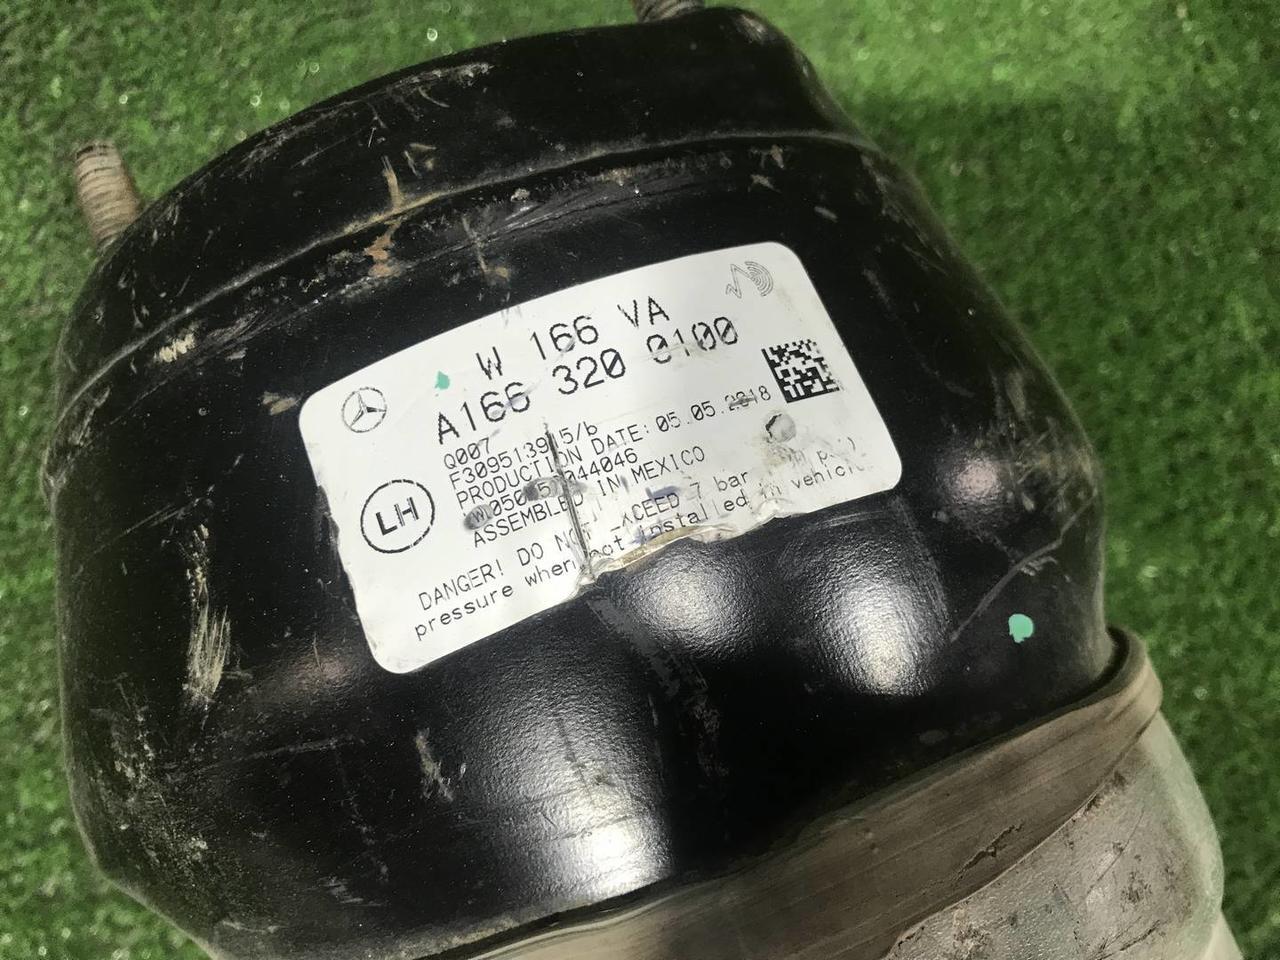 W 166 VA
A166 320 0100
Q007
PRODUCTION DATE: 05.05.2018
ASSEMBLED IN MEXICO
LH
DANGER! DO EXCEED 7 bar
pressure when not installed in vehicle